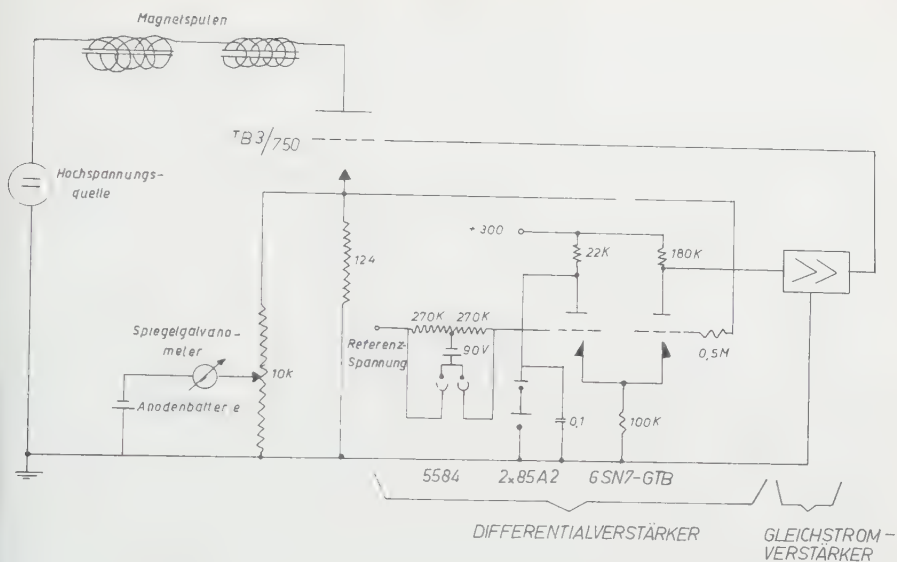 Magnetspulen
TB3/750
Hochspannungs-
quelle
+300
22K
180K
124
270K
270K
Spiegelgalvano-
meter
Referenz-
Spannung
90V
0,5M
10K
Anodenbatterie
0,1
100K
5584
2x85A2
6SN7-GTB
DIFFERENTIALVERSTÄRKER
GLEICHSTROM-
VERSTÄRKER